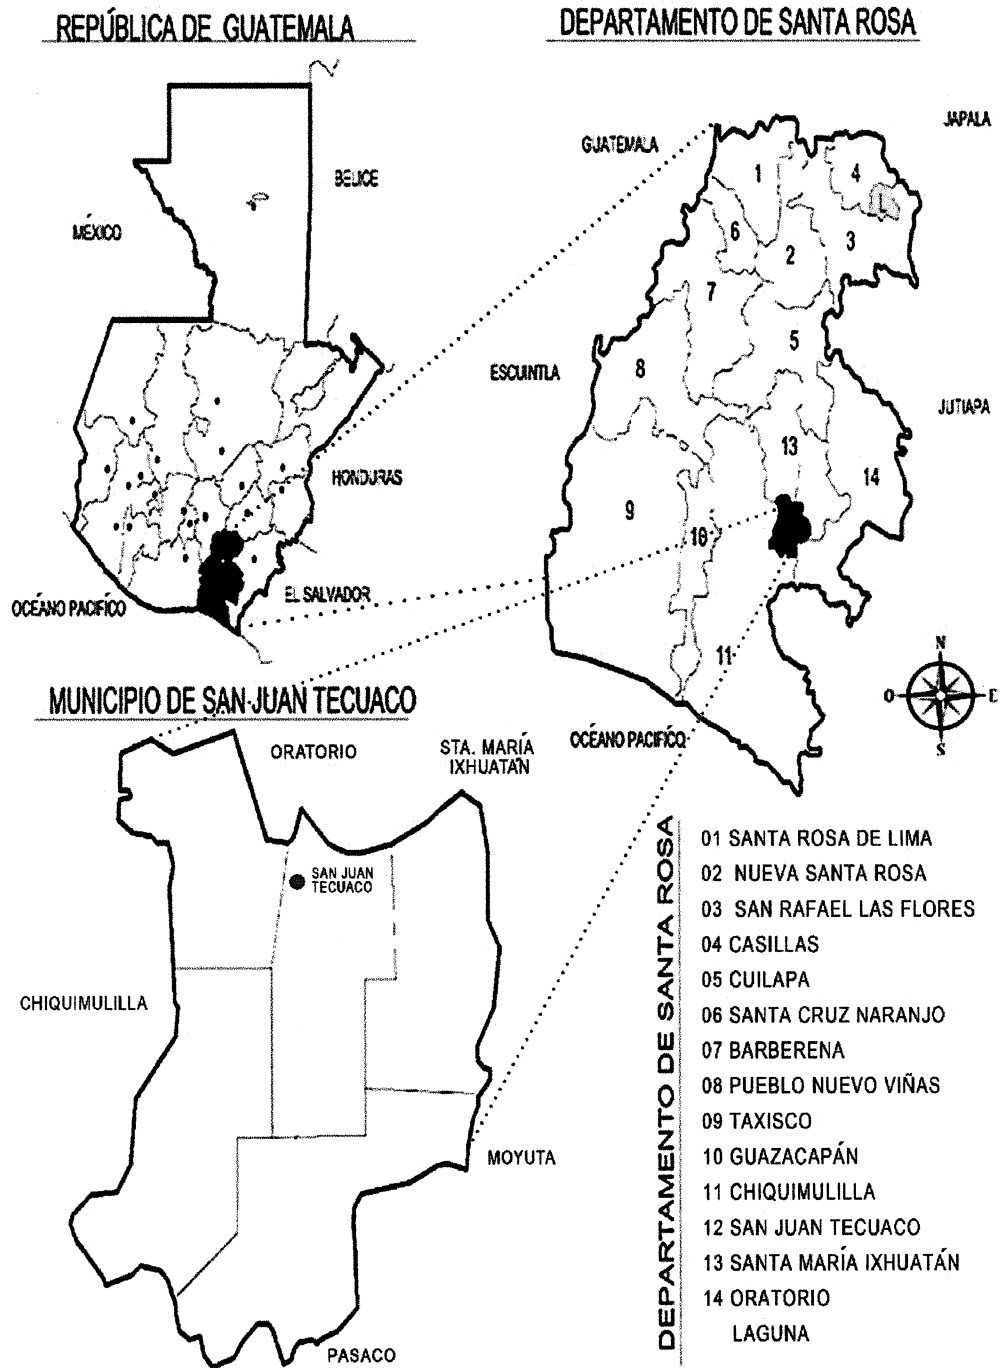 REPÚBLICA DE GUATEMALA
BELICE
MÉXICO
HONDURAS
EL SALVADOR
OCÉANO PACIFÍCO
DEPARTAMENTO DE SANTA ROSA
JAPALA
GUATEMALA
1
4
6
2
3
7
5
ESCUINTLA
8
JUTIAPA
13
14
9
10
11
OCÉANO PACIFÍCO
N
O
E
S
MUNICIPIO DE SAN JUAN TECUACO
ORATORIO
STA. MARÍA
IXHUATÁN
SAN JUAN
TECUACO
CHIQUIMULILLA
MOYUTA
PASACO
DEPARTAMENTO DE SANTA ROSA
01 SANTA ROSA DE LIMA
02 NUEVA SANTA ROSA
03 SAN RAFAEL LAS FLORES
04 CASILLAS
05 CUILAPA
06 SANTA CRUZ NARANJO
07 BARBERENA
08 PUEBLO NUEVO VIÑAS
09 TAXISCO
10 GUAZACAPÁN
11 CHIQUIMULILLA
12 SAN JUAN TECUACO
13 SANTA MARÍA IXHUATÁN
14 ORATORIO
LAGUNA